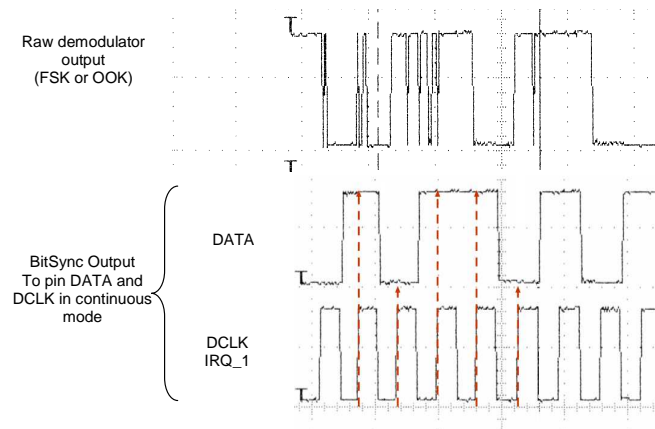 Raw demodulator
output
(FSK or OOK)
BitSync Output
To pin DATA and
DCLK in continuous
mode
DATA
DCLK
IRQ_1